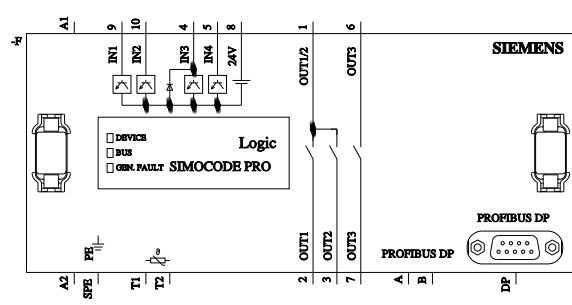 A1
9
10
4
5
8
1
6
-F
IN1
IN2
IN3
IN4
24V
OUT1/2
OUT3
SIEMENS
DEVICE
BUS
GEN. FAULT
Logic
SIMOCODE PRO
PE
ϑ
OUT1
OUT2
OUT3
PROFIBUS DP
PROFIBUS DP
A2
SPE
T1
T2
2
3
7
A
B
DP